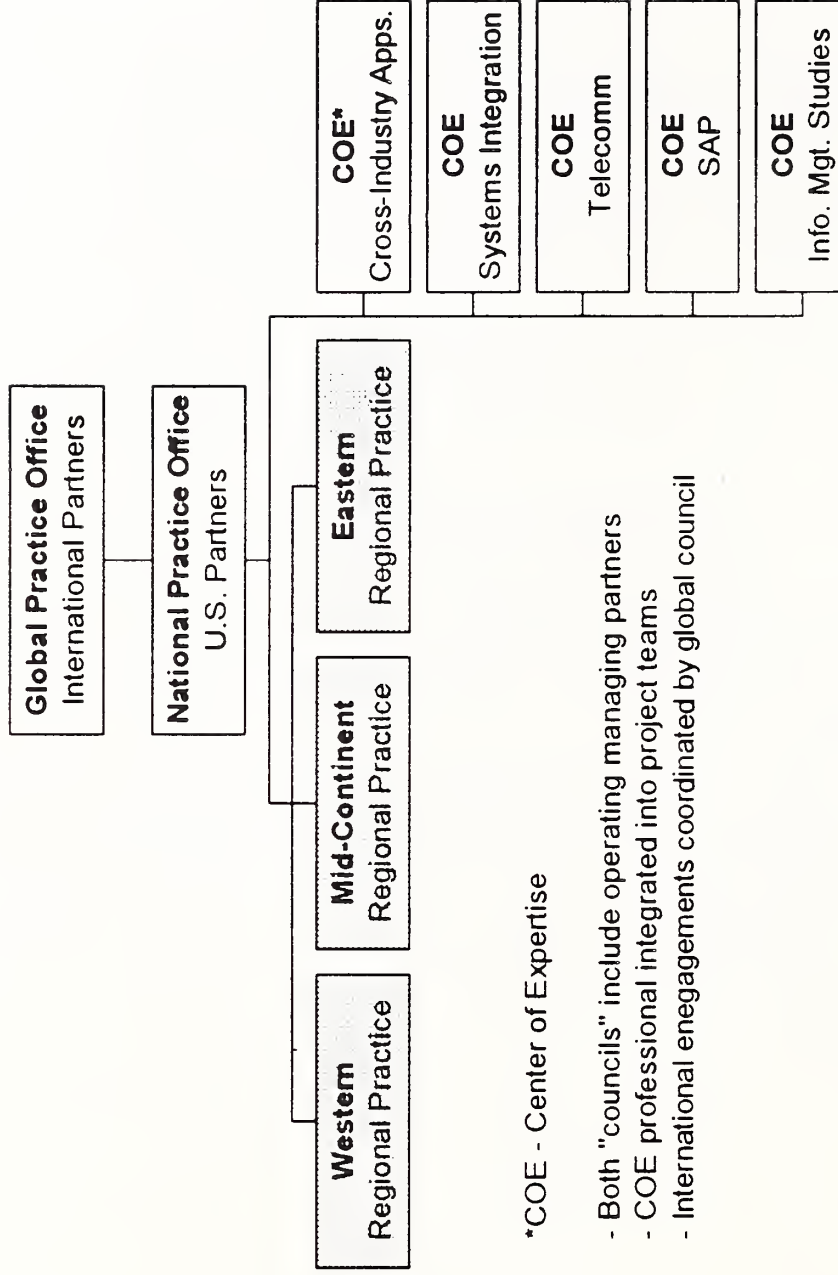 Global Practice Office
International Partners
National Practice Office
U.S. Partners
Western
Regional Practice
Mid-Continent
Regional Practice
Eastern
Regional Practice
COE*
Cross-Industry Apps.
COE
Systems Integration
COE
Telecomm
COE
SAP
COE
Info. Mgt. Studies
*COE - Center of Expertise
- Both "councils" include operating managing partners
- COE professional integrated into project teams
- International enegagements coordinated by global council